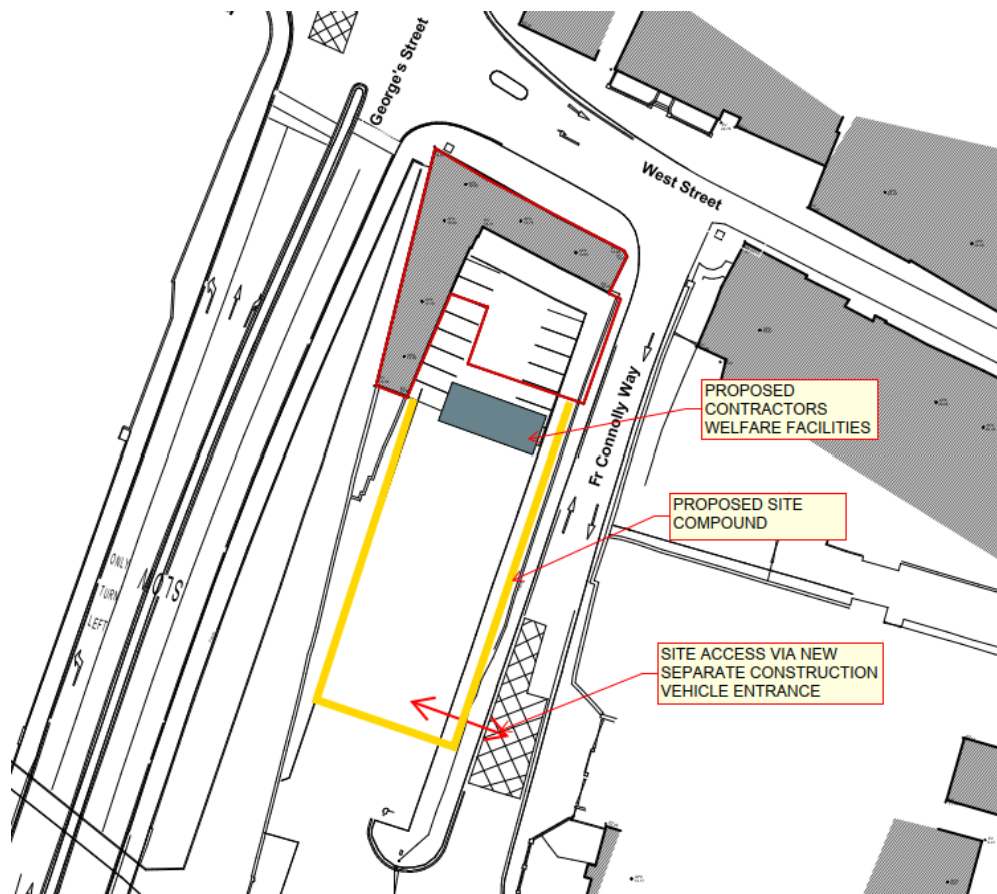 George's Street
West Street
Fr Connolly Way
PROPOSED
CONTRACTORS
WELFARE FACILITIES
PROPOSED SITE
COMPOUND
SITE ACCESS VIA NEW
SEPARATE CONSTRUCTION
VEHICLE ENTRANCE
ONLY
TURN
LEFT
SLOW